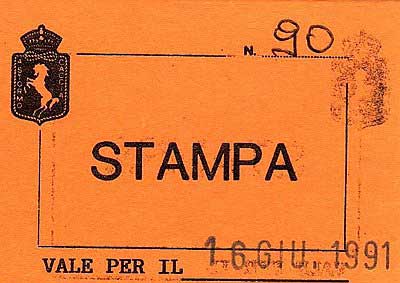 N. 90
STAMPA
VALE PER IL 16 GIU. 1991